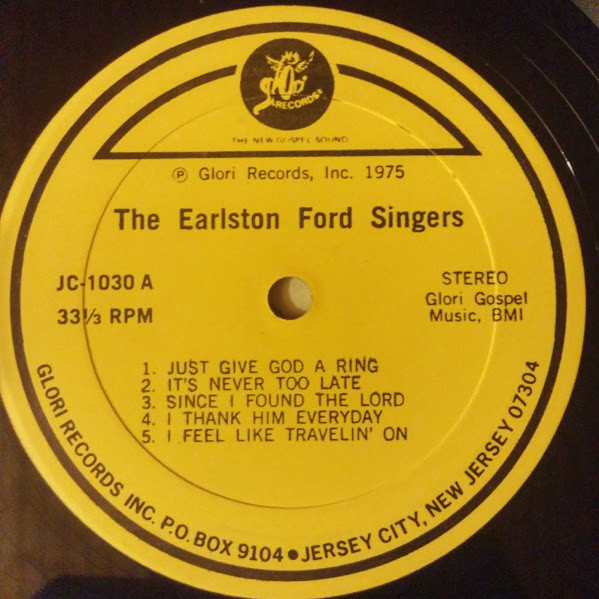 Glori
RECORDS
THE NEW GOSPEL SOUND
Ⓟ Glori Records, Inc. 1975
The Earlston Ford Singers
JC-1030 A
33⅓ RPM
STEREO
Glori Gospel
Music, BMI
1. JUST GIVE GOD A RING
2. IT'S NEVER TOO LATE
3. SINCE I FOUND THE LORD
4. I THANK HIM EVERYDAY
5. I FEEL LIKE TRAVELIN' ON
GLORI RECORDS INC. P.O. BOX 9104 ● JERSEY CITY, NEW JERSEY 07304